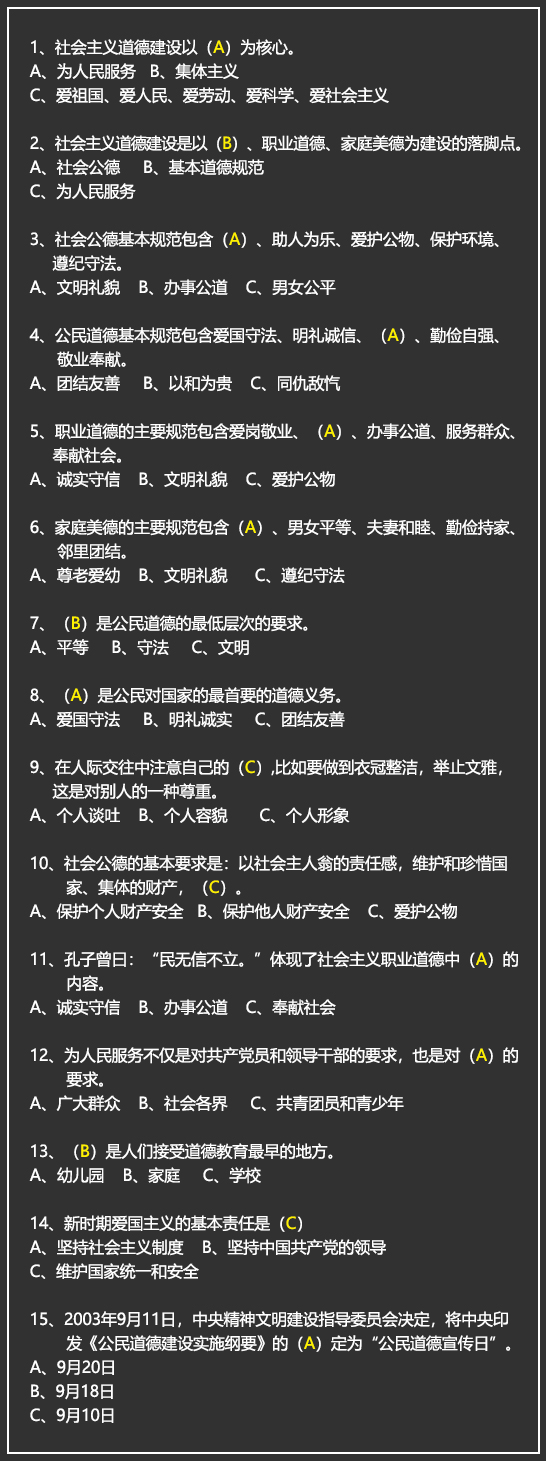 1、社会主义道德建设以（A）为核心。
A、为人民服务 B、集体主义
C、爱祖国、爱人民、爱劳动、爱科学、爱社会主义
2、社会主义道德建设是以（B）、职业道德、家庭美德为建设的落脚点。
A、社会公德 B、基本道德规范
C、为人民服务
3、社会公德基本规范包含（A）、助人为乐、爱护公物、保护环境、
遵纪守法。
A、文明礼貌 B、办事公道 C、男女公平
4、公民道德基本规范包含爱国守法、明礼诚信、（A）、勤俭自强、
敬业奉献。
A、团结友善 B、以和为贵 C、同仇敌忾
5、职业道德的主要规范包含爱岗敬业、（A）、办事公道、服务群众、
奉献社会。
A、诚实守信 B、文明礼貌 C、爱护公物
6、家庭美德的主要规范包含（A）、男女平等、夫妻和睦、勤俭持家、
邻里团结。
A、尊老爱幼 B、文明礼貌 C、遵纪守法
7、（B）是公民道德的最低层次的要求。
A、平等 B、守法 C、文明
8、（A）是公民对国家的最首要的道德义务。
A、爱国守法 B、明礼诚实 C、团结友善
9、在人际交往中注意自己的（C）,比如要做到衣冠整洁，举止文雅，
这是对别人的一种尊重。
A、个人谈吐 B、个人容貌 C、个人形象
10、社会公德的基本要求是：以社会主人翁的责任感，维护和珍惜国
家、集体的财产，（C）。
A、保护个人财产安全 B、保护他人财产安全 C、爱护公物
11、孔子曾曰：“民无信不立。”体现了社会主义职业道德中（A）的
内容。
A、诚实守信 B、办事公道 C、奉献社会
12、为人民服务不仅是对共产党员和领导干部的要求，也是对（A）的
要求。
A、广大群众 B、社会各界 C、共青团员和青少年
13、（B）是人们接受道德教育最早的地方。
A、幼儿园 B、家庭 C、学校
14、新时期爱国主义的基本责任是（C）
A、坚持社会主义制度 B、坚持中国共产党的领导
C、维护国家统一和安全
15、2003年9月11日，中央精神文明建设指导委员会决定，将中央印
发《公民道德建设实施纲要》的（A）定为“公民道德宣传日”。
A、9月20日
B、9月18日
C、9月10日